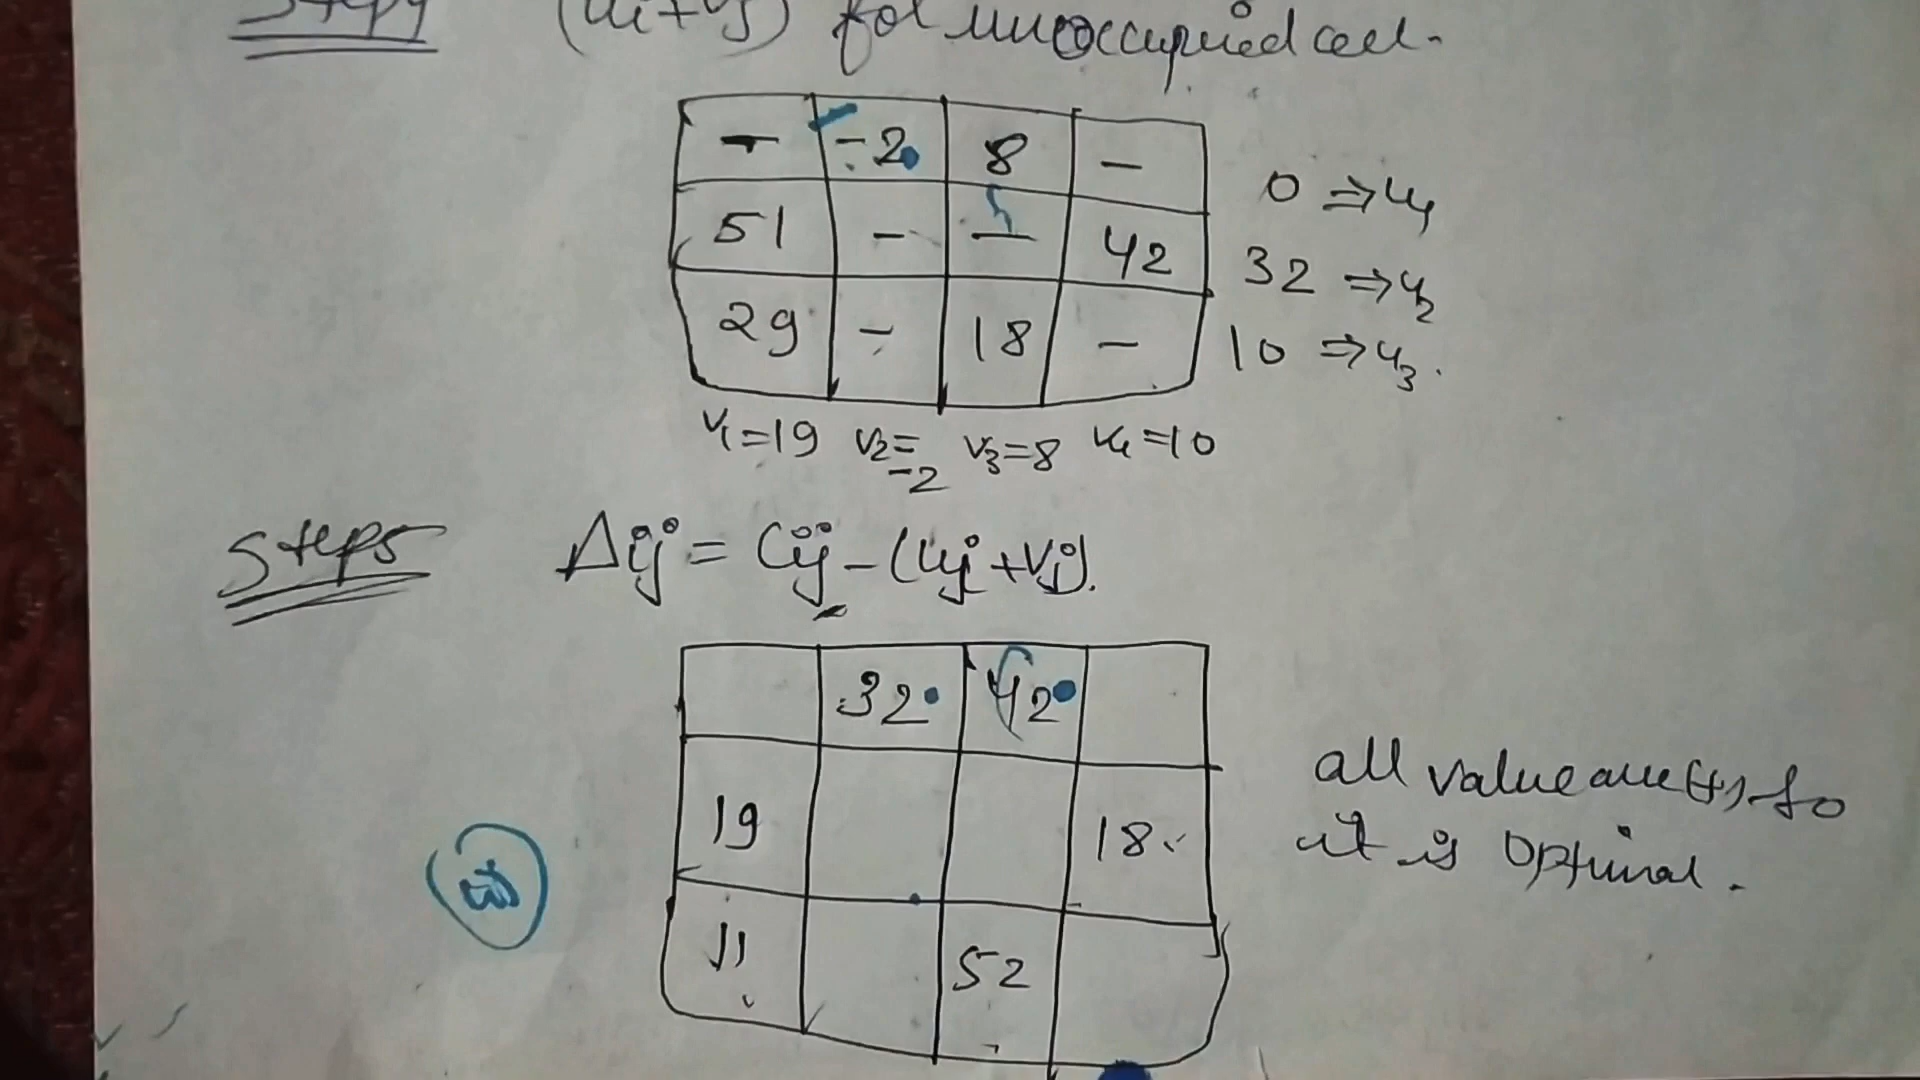 Step4 (ui+vj) for unoccupied cell.
- -2 8 - 0 ⇒ u1
51 - - 42 32 ⇒ u2
29 - 18 - 10 ⇒ u3.
v1=19 v2=-2 v3=8 v4=10
Step5 Δij = Cij - (ui+vj).
32 42
19 18
11 52
all value are (+) so
it is optimal.